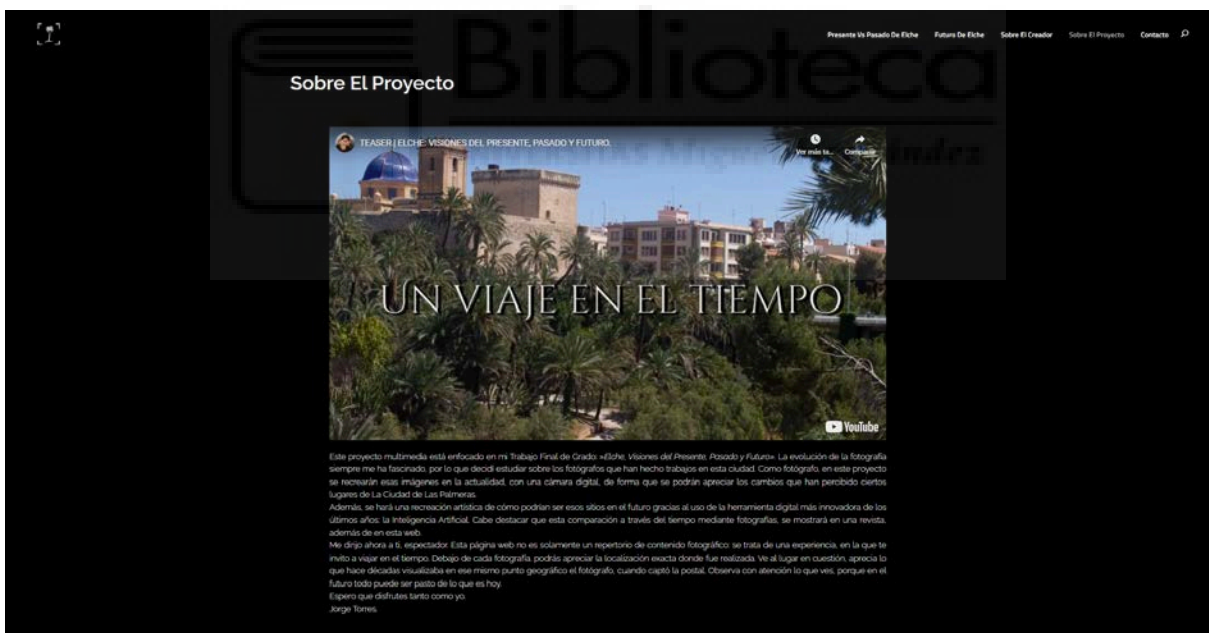 Biblioteca
Presente Vs Pasado De Elche
Futuro De Elche
Sobre El Creador
Sobre El Proyecto
Contacto
Sobre El Proyecto
TEASER | ELCHE: VISIONES DEL PRESENTE, PASADO Y FUTURO.
Ver más ta...
Compartir
UN VIAJE EN EL TIEMPO
YouTube
Este proyecto multimedia está enfocado en mi Trabajo Final de Grado: »Elche, Visiones del Presente, Pasado y Futuro». La evolución de la fotografía
siempre me ha fascinado, por lo que decidí estudiar sobre los fotógrafos que han hecho trabajos en esta ciudad. Como fotógrafo, en este proyecto
se recrearán esas imágenes en la actualidad, con una cámara digital, de forma que se podrán apreciar los cambios que han percibido ciertos
lugares de La Ciudad de Las Palmeras.
Además, se hará una recreación artística de cómo podrían ser esos sitios en el futuro gracias al uso de la herramienta digital más innovadora de los
últimos años: la Inteligencia Artificial. Cabe destacar que esta comparación a través del tiempo mediante fotografías, se mostrará en una revista,
además de en esta web.
Me dirijo ahora a ti, espectador. Esta página web no es solamente un repertorio de contenido fotográfico: se trata de una experiencia, en la que te
invito a viajar en el tiempo. Debajo de cada fotografía, podrás apreciar la localización exacta donde fue realizada. Ve al lugar en cuestión, aprecia lo
que hace décadas visualizaba en ese mismo punto geográfico el fotógrafo, cuando captó la postal. Observa con atención lo que ves, porque en el
futuro todo puede ser pasto de lo que es hoy.
Espero que disfrutes tanto como yo.
Jorge Torres.